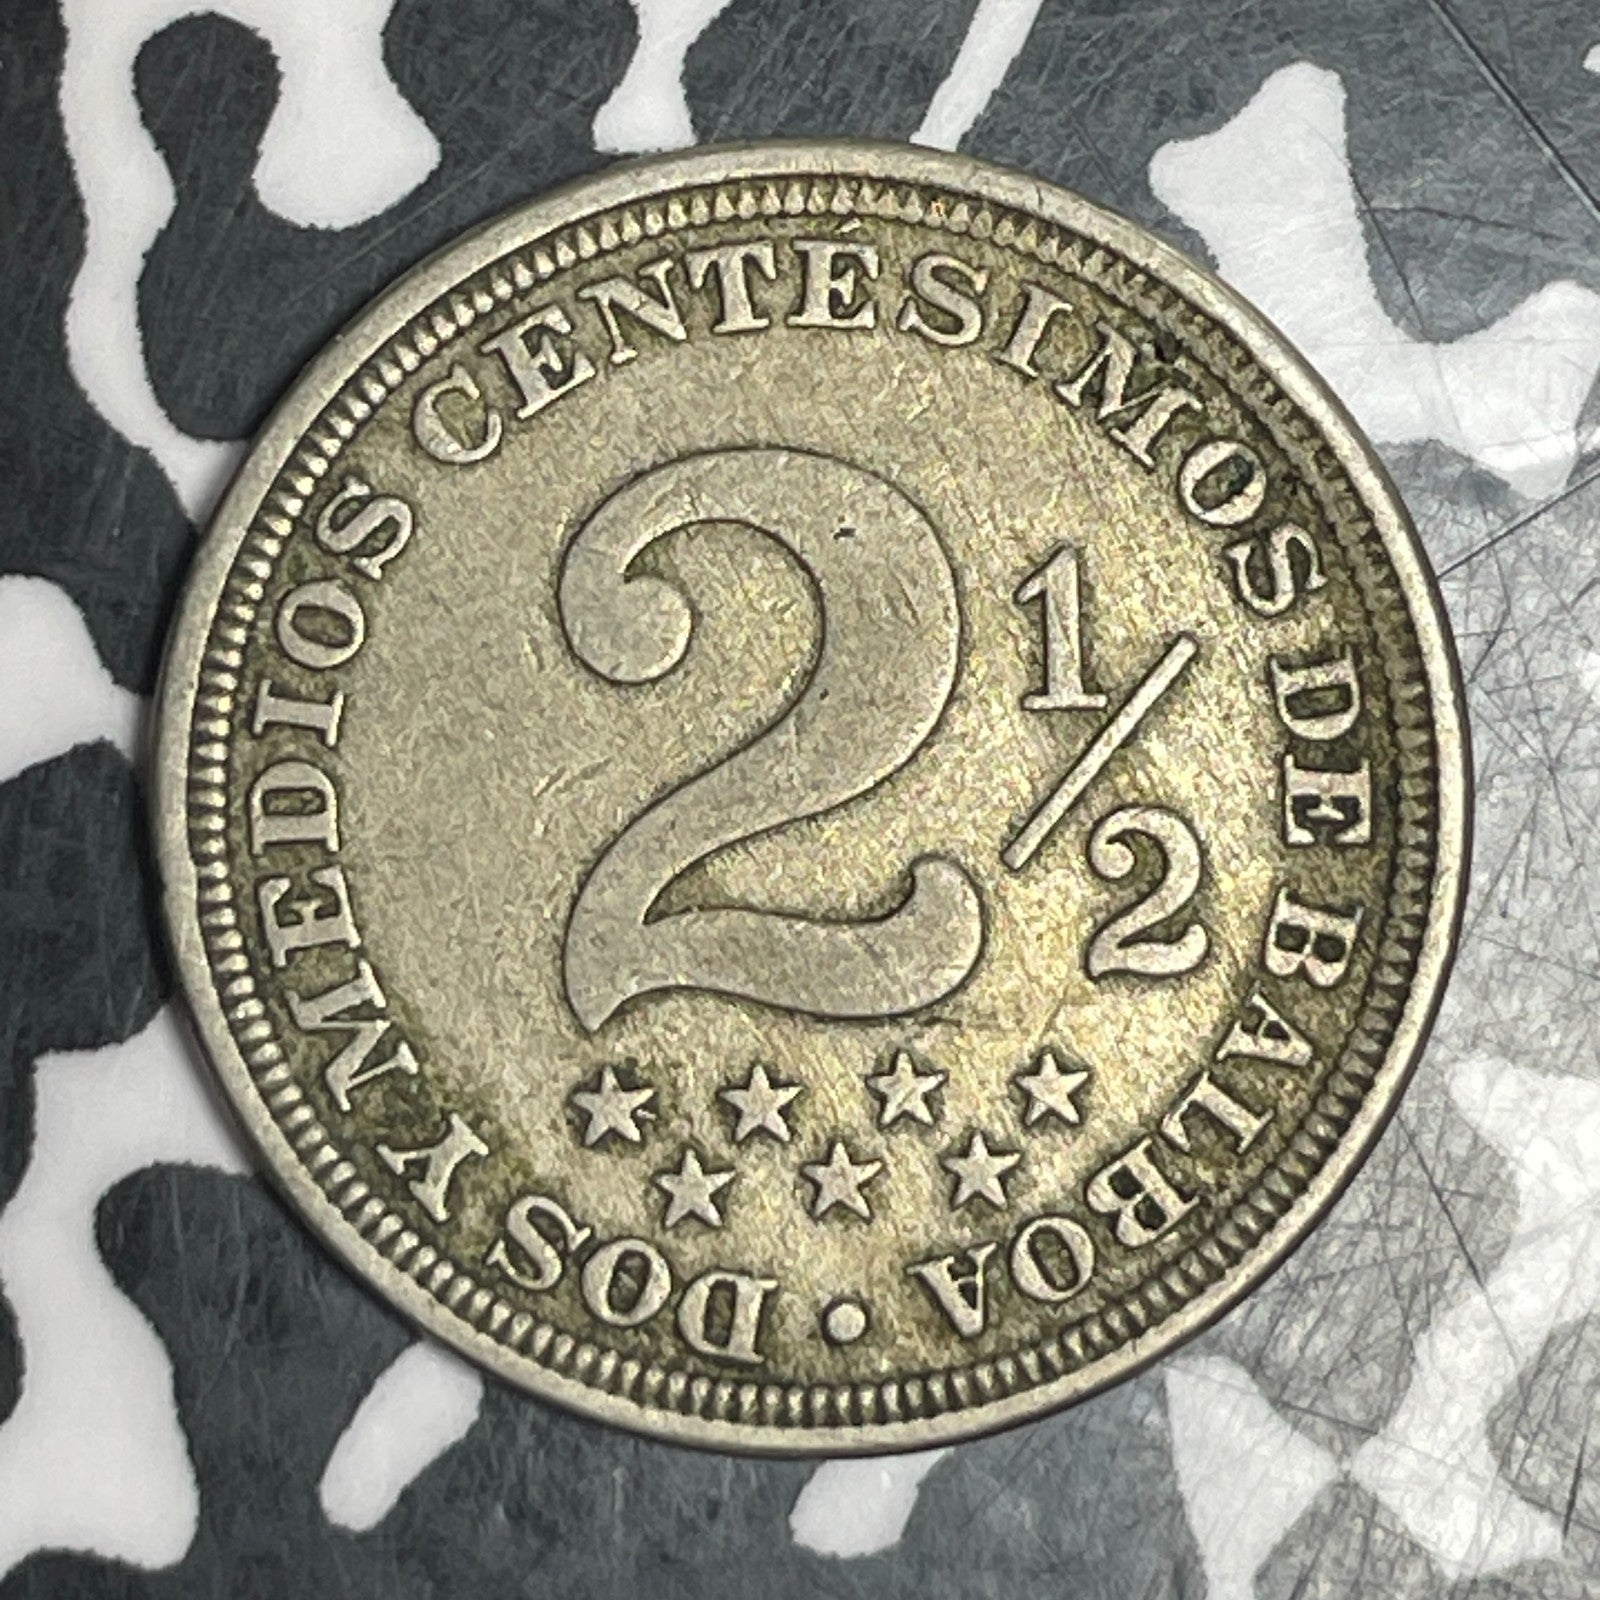 DOS Y MEDIOS CENTÉSIMOS DE BALBOA •
2 1/2